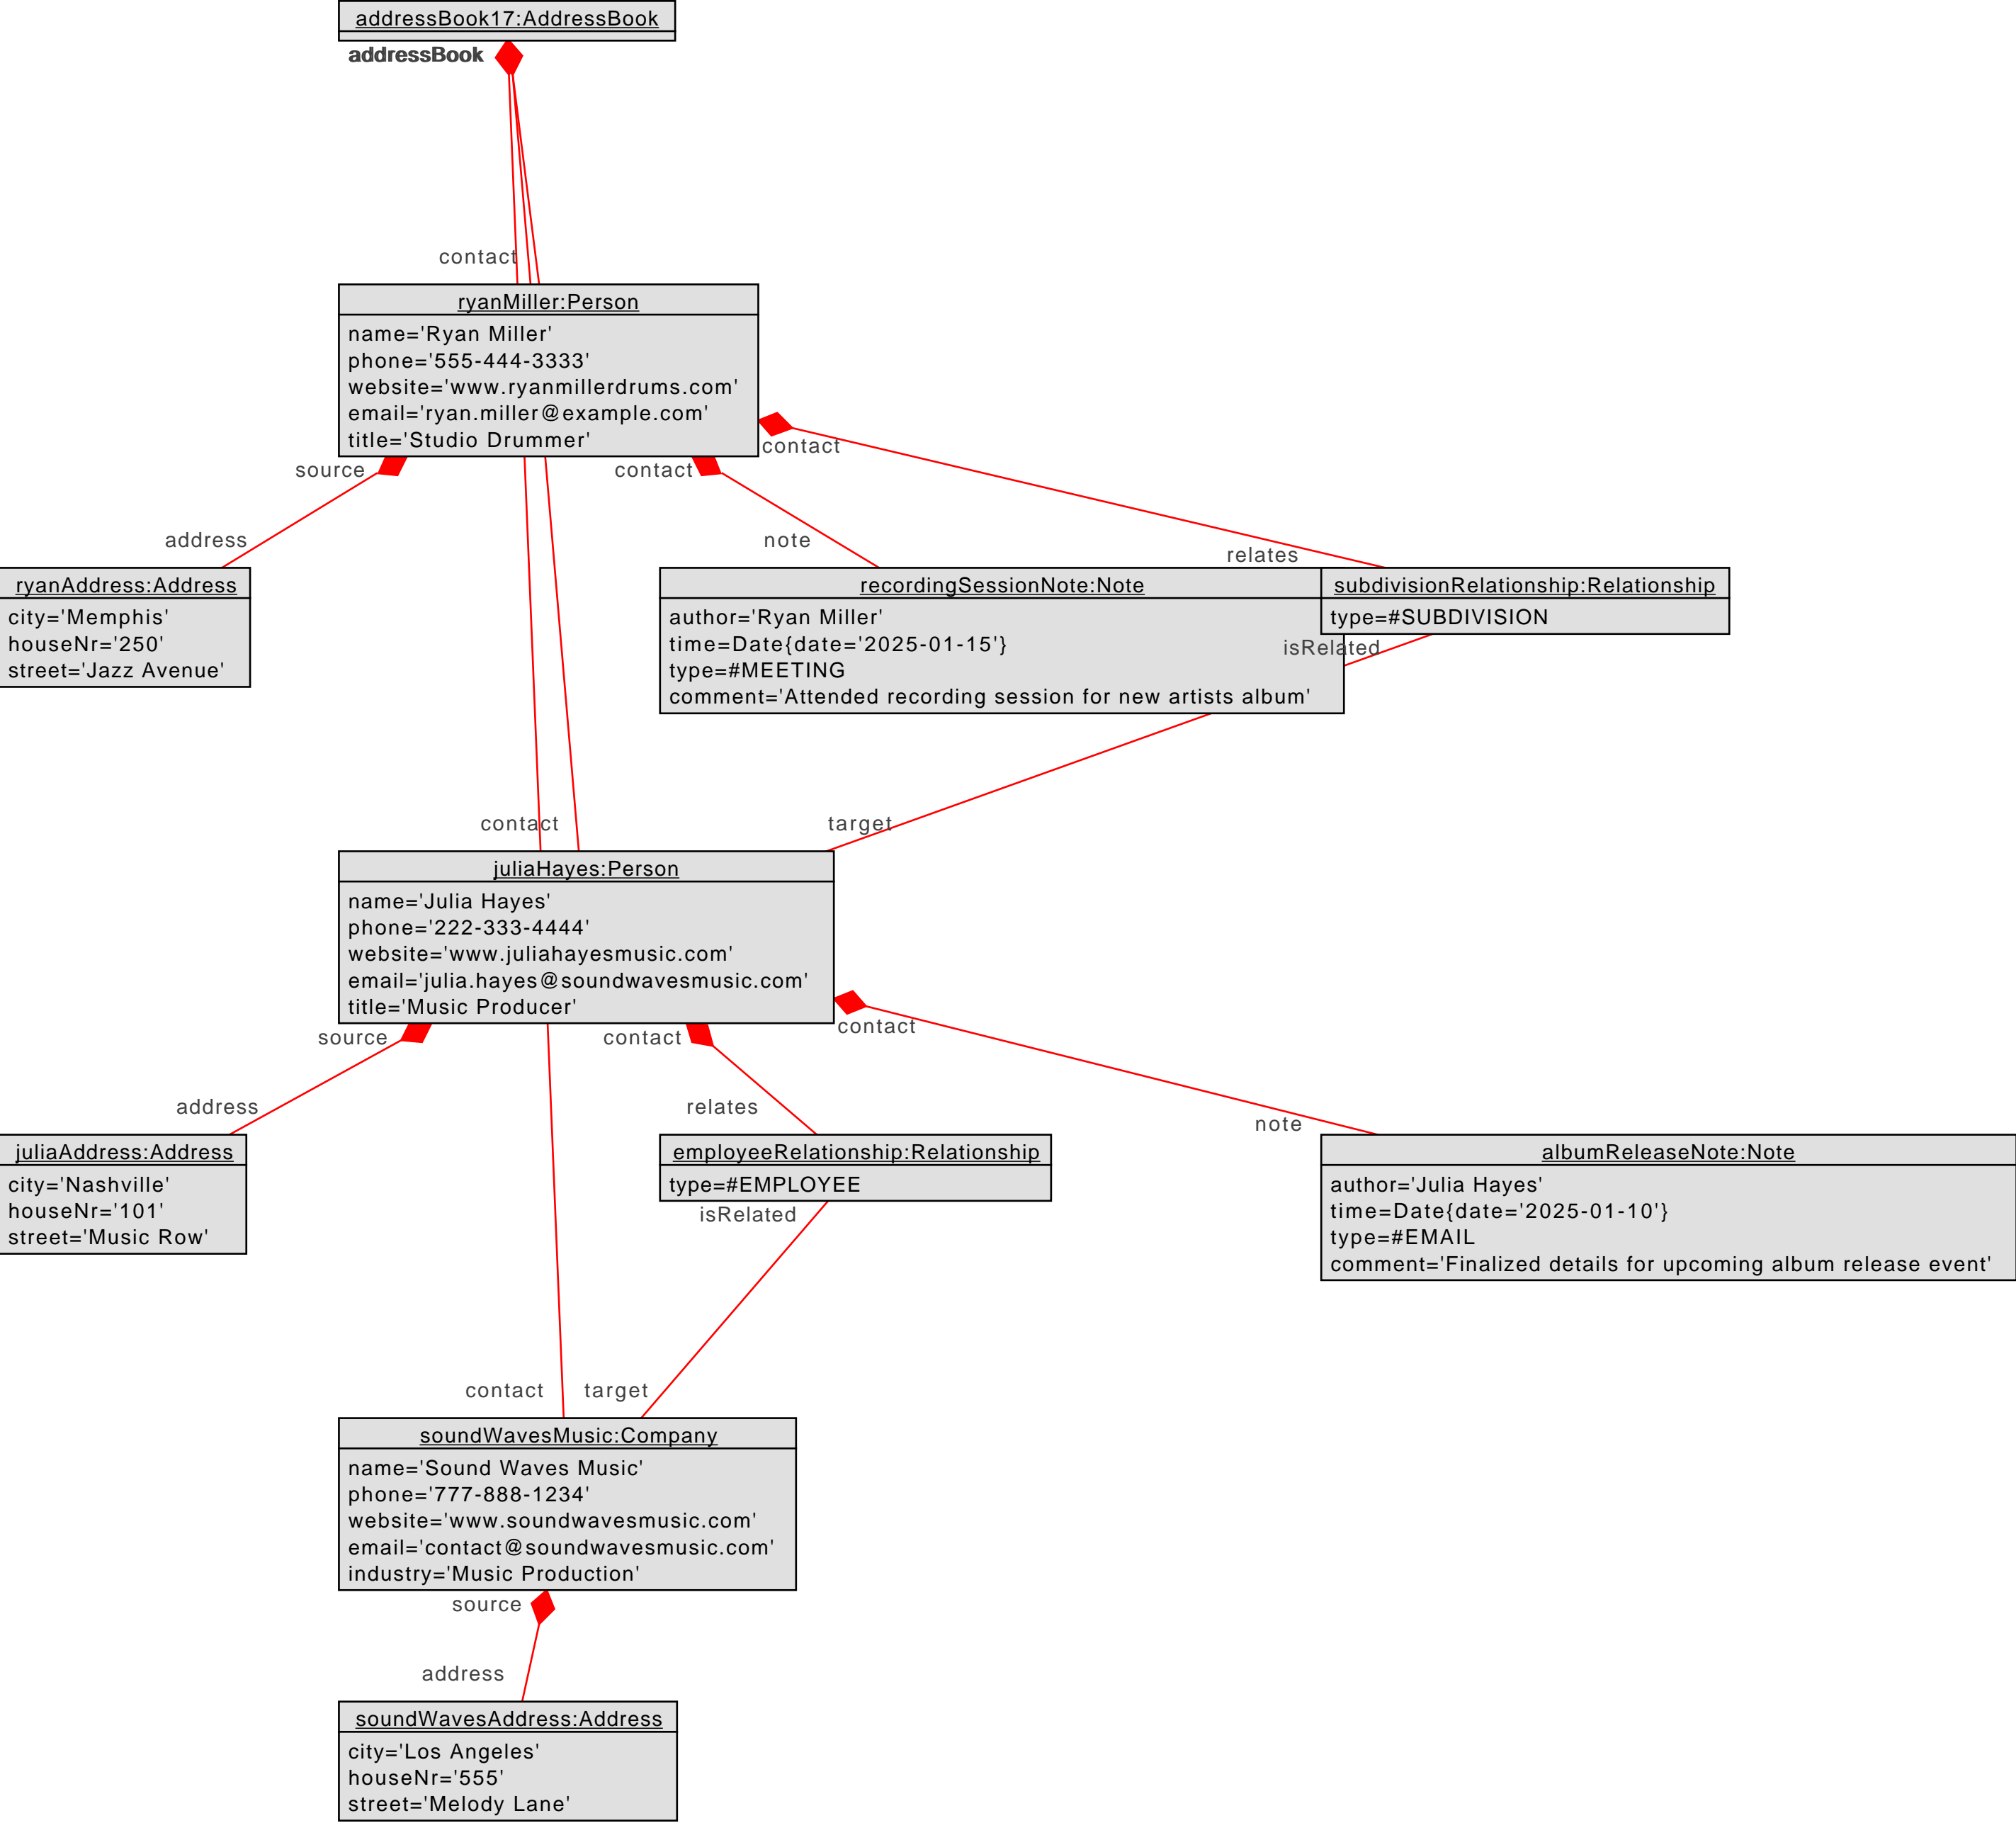 addressBook17:AddressBook
addressBook
contact
ryanMiller:Person
name='Ryan Miller'
phone='555-444-3333'
website='www.ryanmillerdrums.com'
email='ryan.miller@example.com'
title='Studio Drummer'
contact
source
contact
address
note
relates
ryanAddress:Address
city='Memphis'
houseNr='250'
street='Jazz Avenue'
recordingSessionNote:Note
author='Ryan Miller'
time=Date{date='2025-01-15'}
type=#MEETING
comment='Attended recording session for new artists album'
subdivisionRelationship:Relationship
type=#SUBDIVISION
isRelated
contact
target
juliaHayes:Person
name='Julia Hayes'
phone='222-333-4444'
website='www.juliahayesmusic.com'
email='julia.hayes@soundwavesmusic.com'
title='Music Producer'
source
contact
contact
address
relates
note
juliaAddress:Address
city='Nashville'
houseNr='101'
street='Music Row'
employeeRelationship:Relationship
type=#EMPLOYEE
isRelated
albumReleaseNote:Note
author='Julia Hayes'
time=Date{date='2025-01-10'}
type=#EMAIL
comment='Finalized details for upcoming album release event'
contact
target
soundWavesMusic:Company
name='Sound Waves Music'
phone='777-888-1234'
website='www.soundwavesmusic.com'
email='contact@soundwavesmusic.com'
industry='Music Production'
source
address
soundWavesAddress:Address
city='Los Angeles'
houseNr='555'
street='Melody Lane'